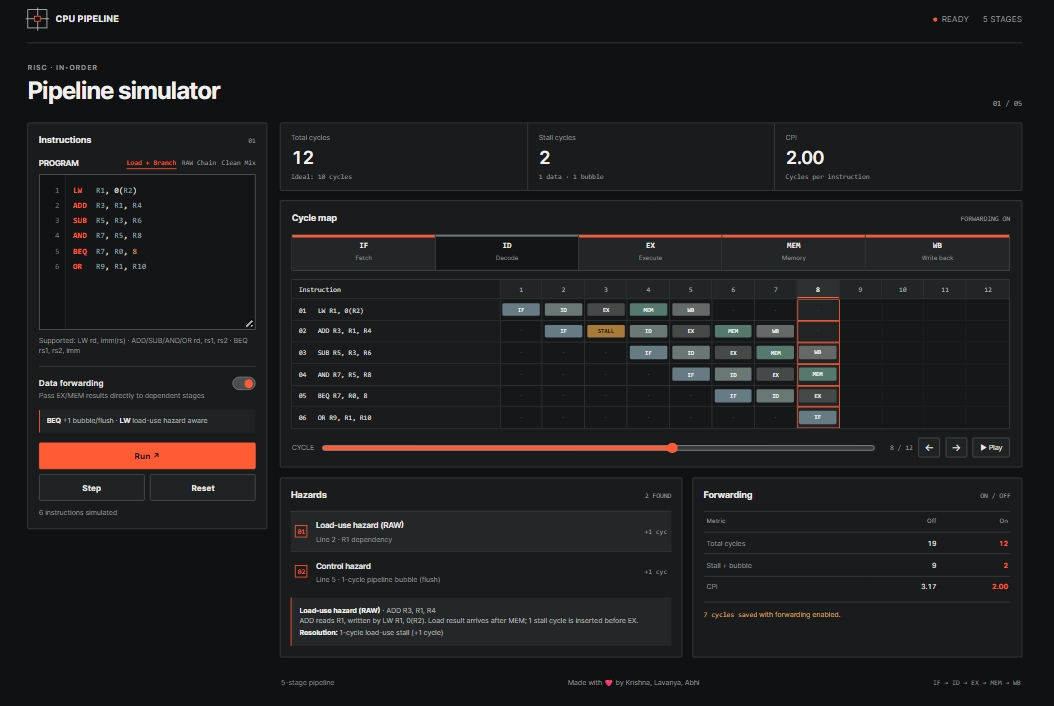 CPU PIPELINE
READY 5 STAGES
RISC · IN-ORDER
Pipeline simulator
01 / 05
Instructions 01
PROGRAM Load + Branch RAW Chain Clean Mix
1 LW R1, 0(R2)
2 ADD R3, R1, R4
3 SUB R5, R3, R6
4 AND R7, R5, R8
5 BEQ R7, R0, 8
6 OR R9, R1, R10
Supported: LW rd, imm(rs) · ADD/SUB/AND/OR rd, rs1, rs2 · BEQ
rs1, rs2, imm
Data forwarding
Pass EX/MEM results directly to dependent stages
BEQ +1 bubble/flush · LW load-use hazard aware
Run ↗
Step Reset
6 instructions simulated
Total cycles
12
Ideal: 10 cycles
Stall cycles
2
1 data · 1 bubble
CPI
2.00
Cycles per instruction
Cycle map FORWARDING ON
IF ID EX MEM WB
Fetch Decode Execute Memory Write back
Instruction 1 2 3 4 5 6 7 8 9 10 11 12
01 LW R1, 0(R2) IF ID EX MEM WB
02 ADD R3, R1, R4 IF STALL ID EX MEM WB
03 SUB R5, R3, R6 IF ID EX MEM WB
04 AND R7, R5, R8 IF ID EX MEM
05 BEQ R7, R0, 8 IF ID EX
06 OR R9, R1, R10 IF
CYCLE 8 / 12 ← → ▶ Play
Hazards 2 FOUND
01 Load-use hazard (RAW) +1 cyc
Line 2 · R1 dependency
02 Control hazard +1 cyc
Line 5 · 1-cycle pipeline bubble (flush)
Load-use hazard (RAW) · ADD R3, R1, R4
ADD reads R1, written by LW R1, 0(R2). Load result arrives after MEM; 1 stall cycle is inserted before EX.
Resolution: 1-cycle load-use stall (+1 cycle)
Forwarding ON / OFF
Metric Off On
Total cycles 19 12
Stall + bubble 9 2
CPI 3.17 2.00
7 cycles saved with forwarding enabled.
5-stage pipeline
Made with ❤ by Krishna, Lavanya, Abhi
IF → ID → EX → MEM → WB